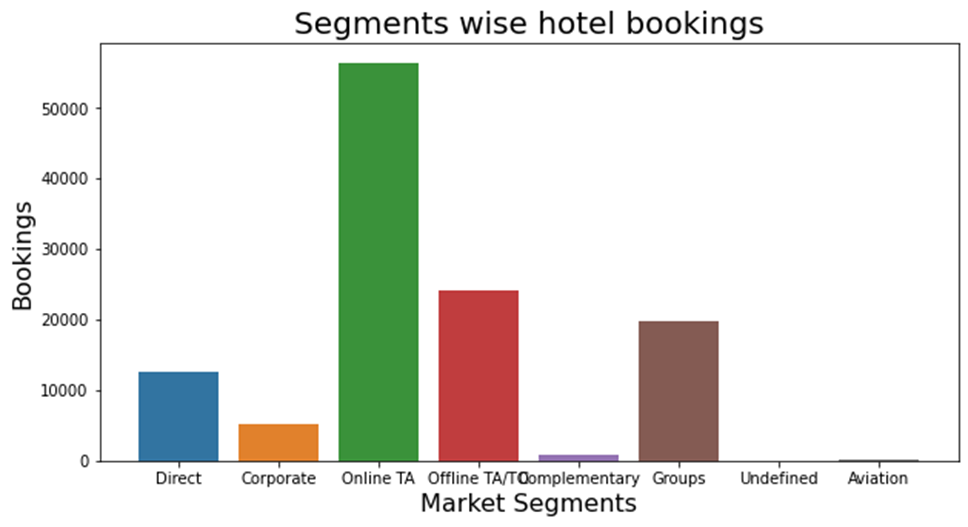 Segments wise hotel bookings
Bookings
50000
40000
30000
20000
10000
0
Direct Corporate Online TA Offline TA/TO Complementary Groups Undefined Aviation
Market Segments